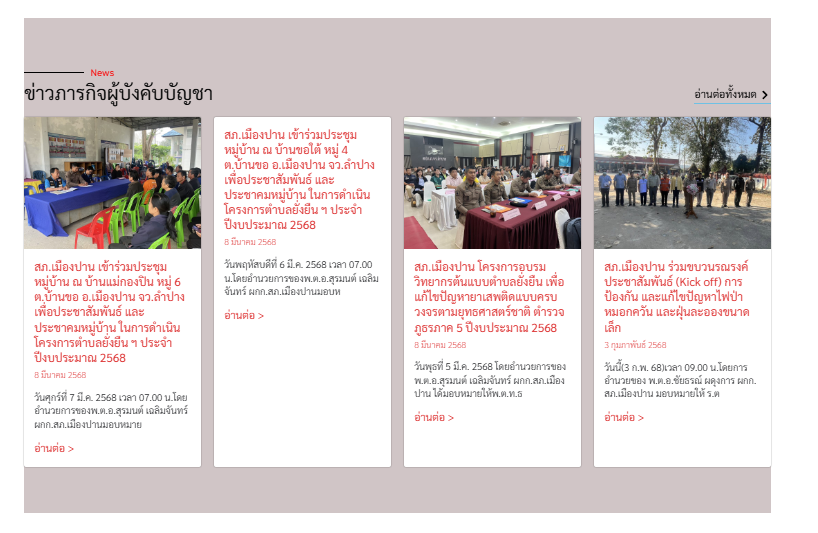 News
ข่าวภารกิจผู้บังคับบัญชา
อ่านต่อทั้งหมด >
สภ.เมืองปาน เข้าร่วมประชุม
หมู่บ้าน ณ บ้านแม่กองปิน หมู่ 6
ต.บ้านขอ อ.เมืองปาน จว.ลำปาง
เพื่อประชาสัมพันธ์ และ
ประชาคมหมู่บ้าน ในการดำเนิน
โครงการตำบลยั่งยืน ฯ ประจำ
ปีงบประมาณ 2568
8 มีนาคม 2568
วันศุกร์ที่ 7 มี.ค. 2568 เวลา 07.00 น.โดย
อำนวยการของพ.ต.อ.สุรมนต์ เฉลิมจันทร์
ผกก.สภ.เมืองปานมอบหมาย
อ่านต่อ >
สภ.เมืองปาน เข้าร่วมประชุม
หมู่บ้าน ณ บ้านขอใต้ หมู่ 4
ต.บ้านขอ อ.เมืองปาน จว.ลำปาง
เพื่อประชาสัมพันธ์ และ
ประชาคมหมู่บ้าน ในการดำเนิน
โครงการตำบลยั่งยืน ฯ ประจำ
ปีงบประมาณ 2568
8 มีนาคม 2568
วันพฤหัสบดีที่ 6 มี.ค. 2568 เวลา 07.00
น.โดยอำนวยการของพ.ต.อ.สุรมนต์ เฉลิม
จันทร์ ผกก.สภ.เมืองปานมอบห
อ่านต่อ >
สภ.เมืองปาน โครงการอบรม
วิทยากรต้นแบบตำบลยั่งยืน เพื่อ
แก้ไขปัญหายาเสพติดแบบครบ
วงจรตามยุทธศาสตร์ชาติ ตำรวจ
ภูธรภาค 5 ปีงบประมาณ 2568
8 มีนาคม 2568
วันพุธที่ 5 มี.ค. 2568 โดยอำนวยการของ
พ.ต.อ.สุรมนต์ เฉลิมจันทร์ ผกก.สภ.เมือง
ปาน ได้มอบหมายให้พ.ต.ท.ธ
อ่านต่อ >
สภ.เมืองปาน ร่วมขบวนรณรงค์
ประชาสัมพันธ์ (Kick off) การ
ป้องกัน และแก้ไขปัญหาไฟป่า
หมอกควัน และฝุ่นละอองขนาด
เล็ก
3 กุมภาพันธ์ 2568
วันนี้(3 ก.พ. 68)เวลา 09.00 น.โดยการ
อำนวยของ พ.ต.อ.ชัยธรณ์ ผดุงการ ผกก.
สภ.เมืองปาน มอบหมายให้ ร.ต
อ่านต่อ >